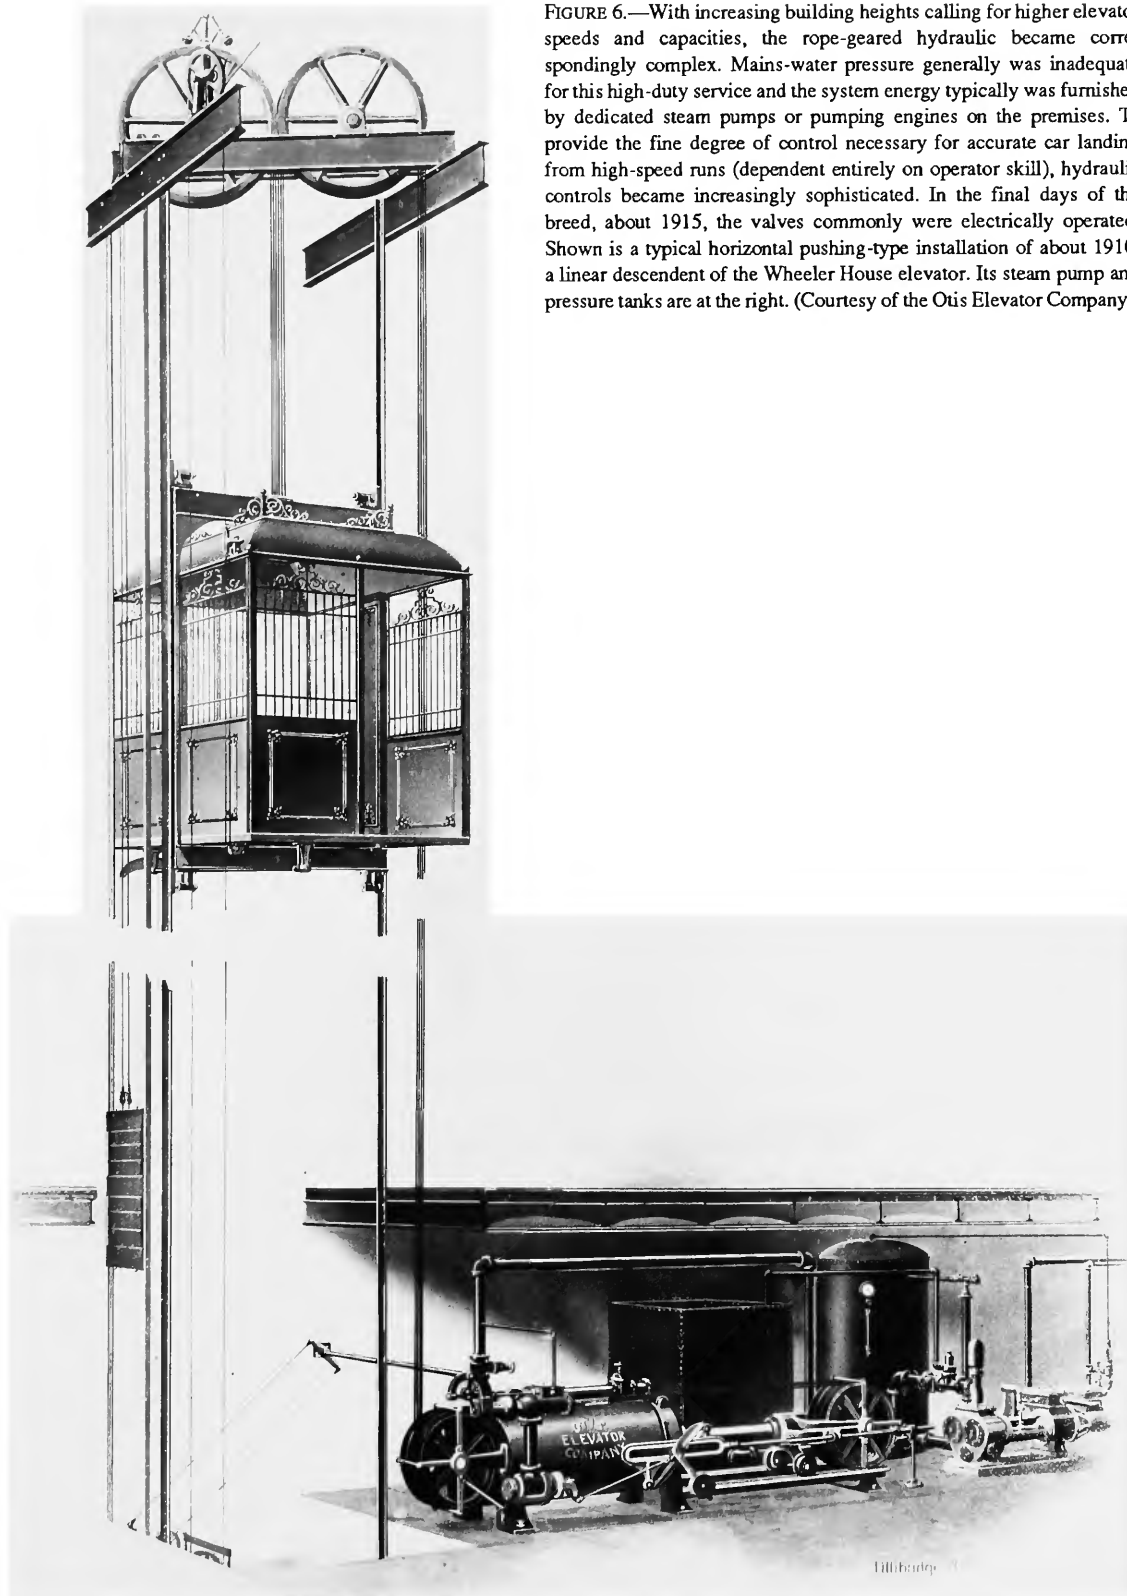 FIGURE 6.—With increasing building heights calling for higher elevato
speeds and capacities, the rope-geared hydraulic became corre
spondingly complex. Mains-water pressure generally was inadequat
for this high-duty service and the system energy typically was furnishe
by dedicated steam pumps or pumping engines on the premises. T
provide the fine degree of control necessary for accurate car landin
from high-speed runs (dependent entirely on operator skill), hydrauli
controls became increasingly sophisticated. In the final days of th
breed, about 1915, the valves commonly were electrically operated
Shown is a typical horizontal pushing-type installation of about 1910
a linear descendent of the Wheeler House elevator. Its steam pump an
pressure tanks are at the right. (Courtesy of the Otis Elevator Company
ELEVATOR
COMPANY
Lillibridge